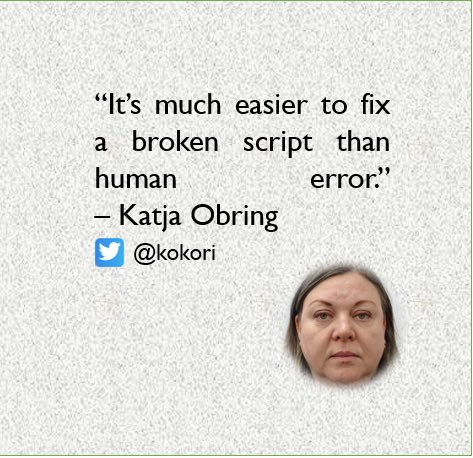 “It’s much easier to fix
a broken script than
human error.”
– Katja Obring
@kokori